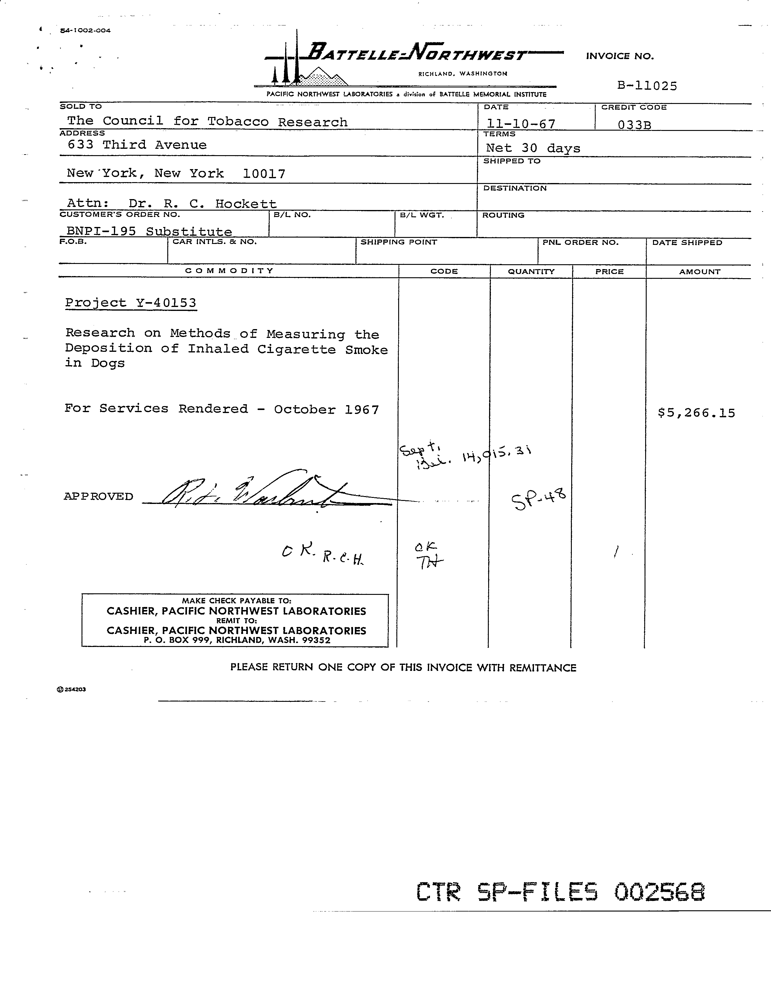 54-1002-004
BATTELLE-NORTHWEST
INVOICE NO.
RICHLAND, WASHINGTON
B-11025
PACIFIC NORTHWEST LABORATORIES a division of BATTELLE MEMORIAL INSTITUTE
SOLD TO DATE CREDIT CODE
The Council for Tobacco Research 11-10-67 033B
ADDRESS TERMS
633 Third Avenue Net 30 days
SHIPPED TO
New York, New York 10017
DESTINATION
Attn: Dr. R. C. Hockett
CUSTOMER'S ORDER NO. B/L NO. B/L WGT. ROUTING
BNPI-195 Substitute
F.O.B. CAR INTLS. & NO. SHIPPING POINT PNL ORDER NO. DATE SHIPPED
COMMODITY CODE QUANTITY PRICE AMOUNT
Project Y-40153
Research on Methods of Measuring the
Deposition of Inhaled Cigarette Smoke
in Dogs
For Services Rendered - October 1967 $5,266.15
Sept.
Bal. 14,015.31
APPROVED
SP-48
OK. R.C.H. OK
TH
MAKE CHECK PAYABLE TO:
CASHIER, PACIFIC NORTHWEST LABORATORIES
REMIT TO:
CASHIER, PACIFIC NORTHWEST LABORATORIES
P. O. BOX 999, RICHLAND, WASH. 99352
PLEASE RETURN ONE COPY OF THIS INVOICE WITH REMITTANCE
254203
CTR SP-FILES 002568